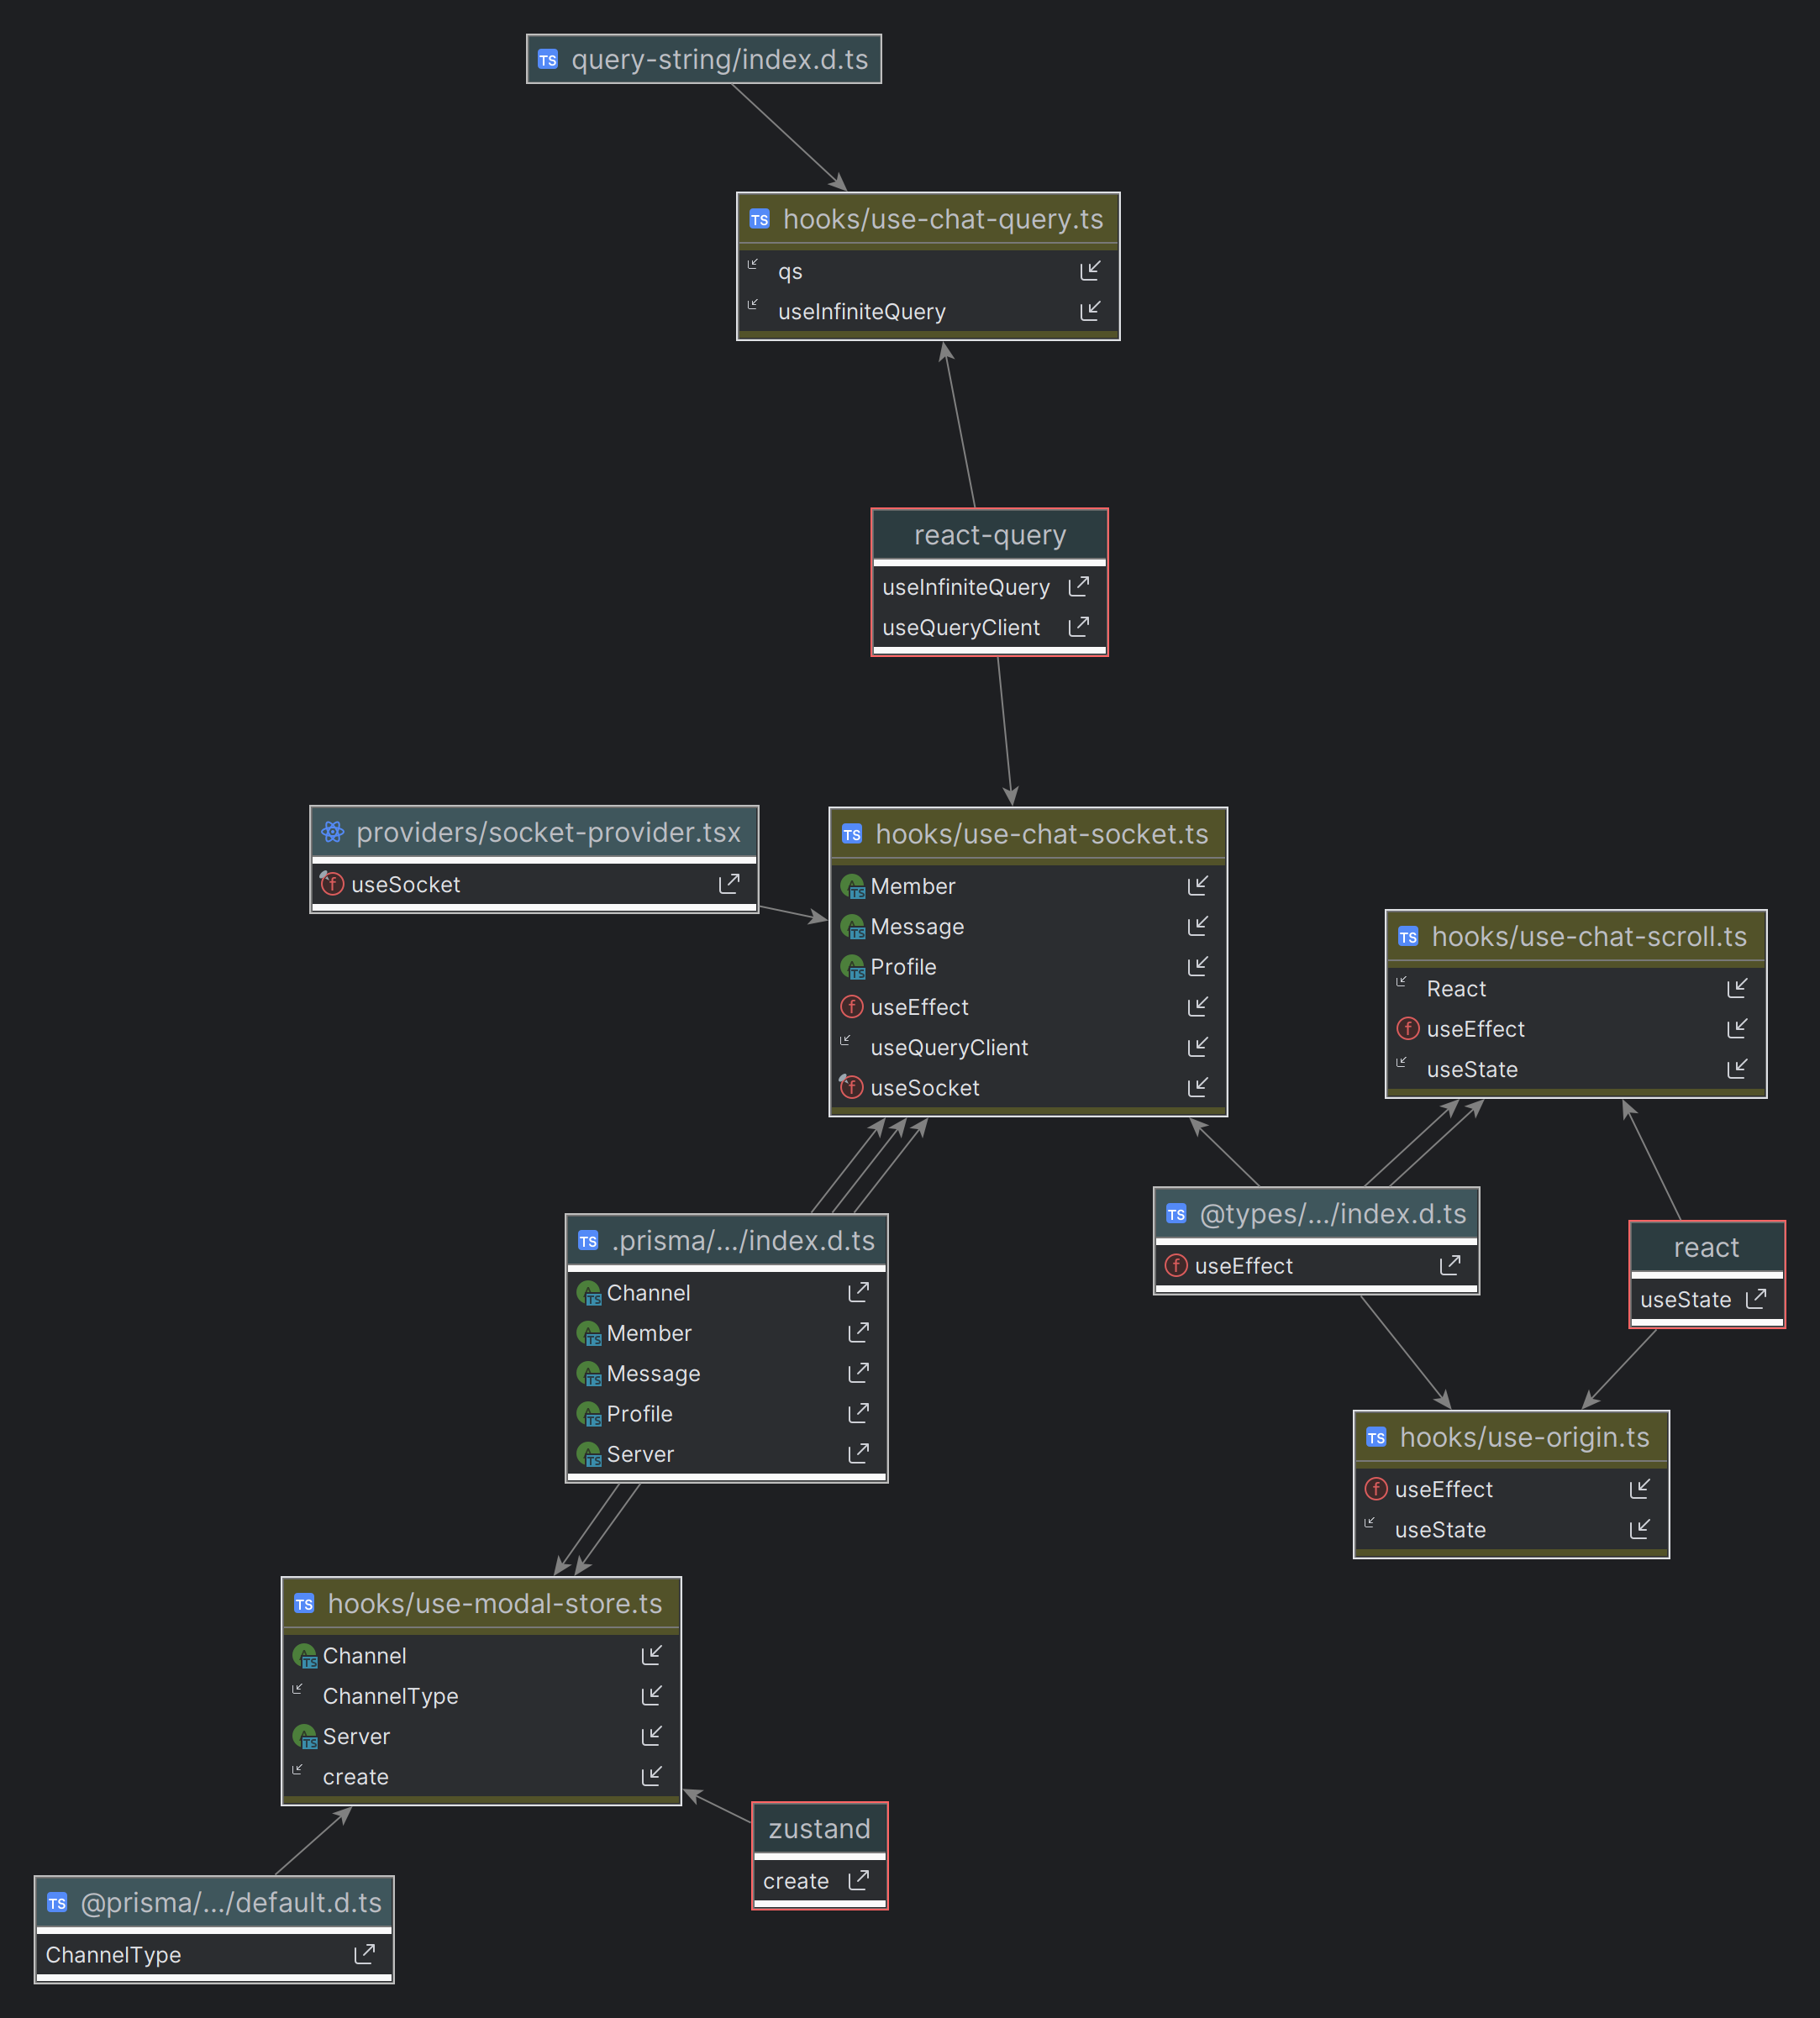 query-string/index.d.ts
hooks/use-chat-query.ts
qs
useInfiniteQuery
react-query
useInfiniteQuery
useQueryClient
providers/socket-provider.tsx
useSocket
hooks/use-chat-socket.ts
Member
Message
Profile
useEffect
useQueryClient
useSocket
hooks/use-chat-scroll.ts
React
useEffect
useState
.prisma/.../index.d.ts
Channel
Member
Message
Profile
Server
@types/.../index.d.ts
useEffect
react
useState
hooks/use-origin.ts
useEffect
useState
hooks/use-modal-store.ts
Channel
ChannelType
Server
create
zustand
create
@prisma/.../default.d.ts
ChannelType